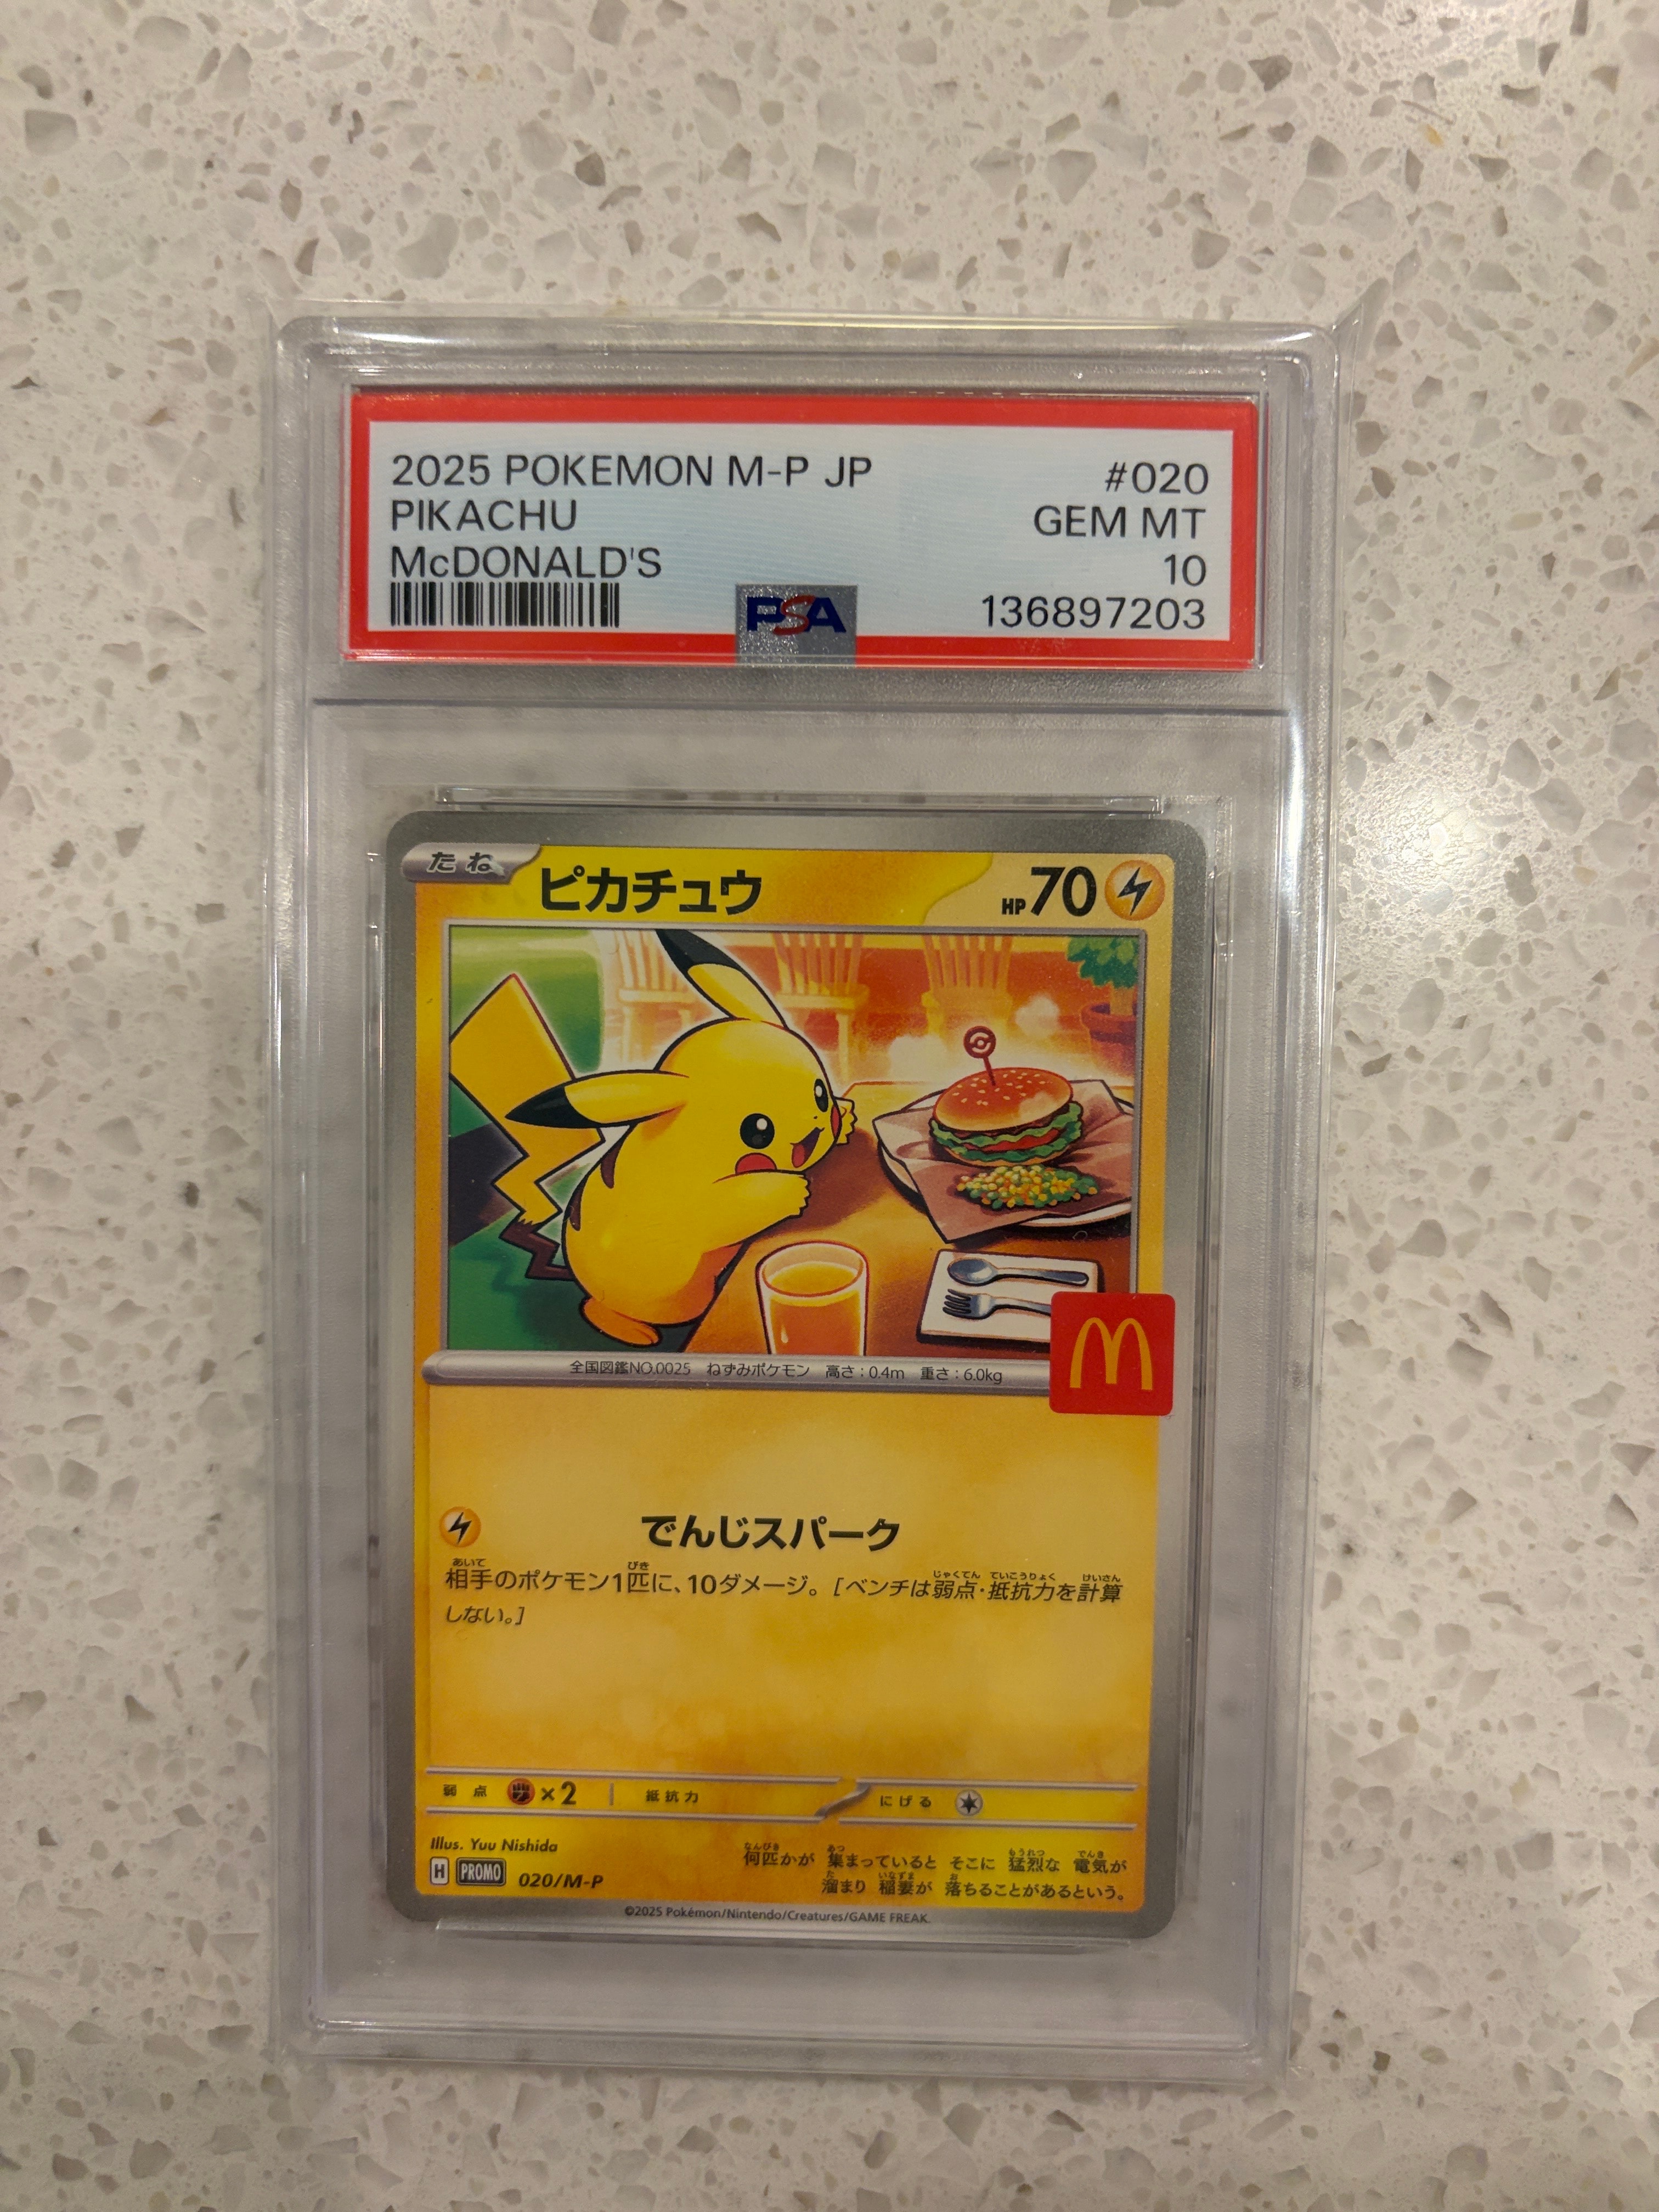 2025 POKEMON M-P JP #020
PIKACHU GEM MT
McDONALD'S 10
PSA 136897203
たね ピカチュウ HP70
全国図鑑NO.0025 ねずみポケモン 高さ:0.4m 重さ:6.0kg
でんじスパーク
相手のポケモン1匹に、10ダメージ。[ベンチは弱点・抵抗力を計算
しない。]
弱点 ×2 抵抗力 にげる
Illus. Yuu Nishida
H PROMO 020/M-P
何匹かが 集まっていると そこに 猛烈な 電気が
溜まり 稲妻が 落ちることがあるという。
©2025 Pokémon/Nintendo/Creatures/GAME FREAK.